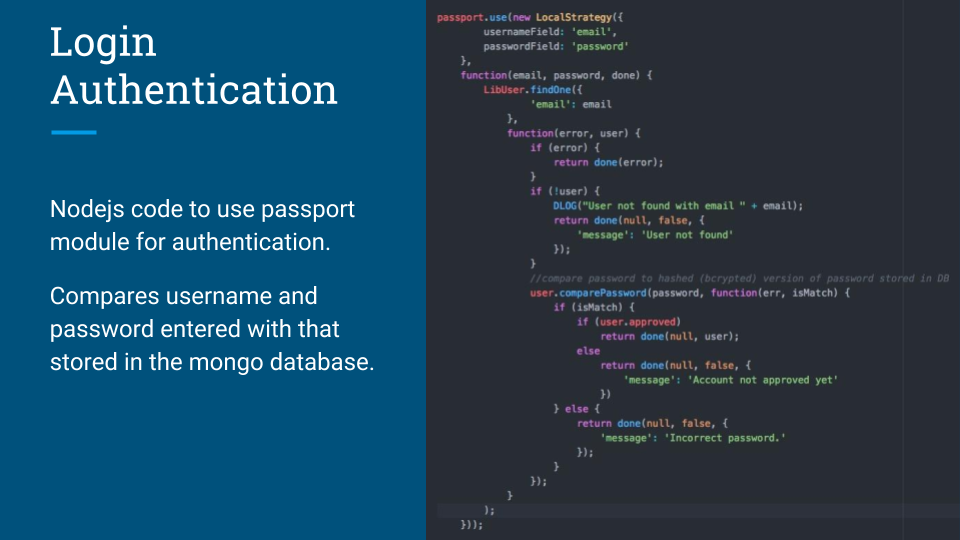 Login
Authentication
Nodejs code to use passport
module for authentication.
Compares username and
password entered with that
stored in the mongo database.
passport.use(new LocalStrategy({
usernameField: 'email',
passwordField: 'password'
},
function(email, password, done) {
LibUser.findOne({
'email': email
},
function(error, user) {
if (error) {
return done(error);
}
if (!user) {
DLOG("User not found with email " + email);
return done(null, false, {
'message': 'User not found'
});
}
//compare password to hashed (bcrypted) version of password stored in DB
user.comparePassword(password, function(err, isMatch) {
if (isMatch) {
if (user.approved)
return done(null, user);
else
return done(null, false, {
'message': 'Account not approved yet'
})
} else {
return done(null, false, {
'message': 'Incorrect password.'
});
}
});
}
);
}));